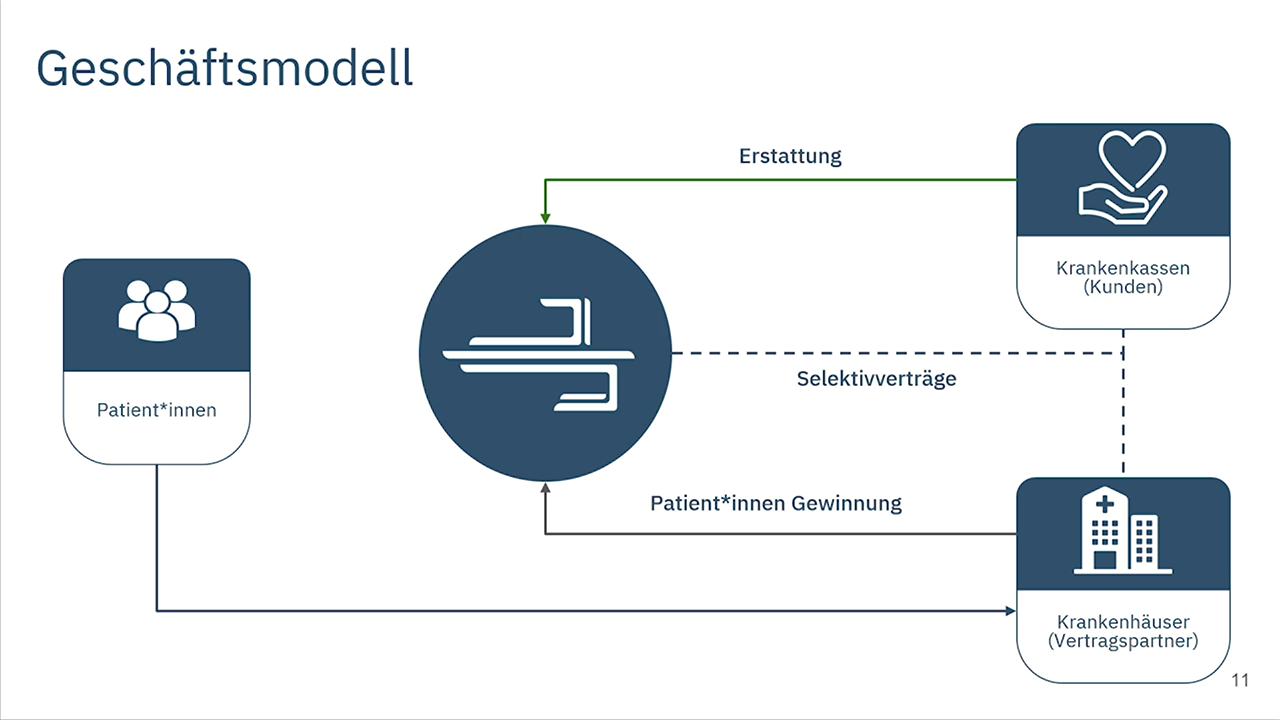 Geschäftsmodell
Erstattung
Krankenkassen
(Kunden)
Selektivverträge
Patient*innen
Patient*innen Gewinnung
Krankenhäuser
(Vertragspartner)
11